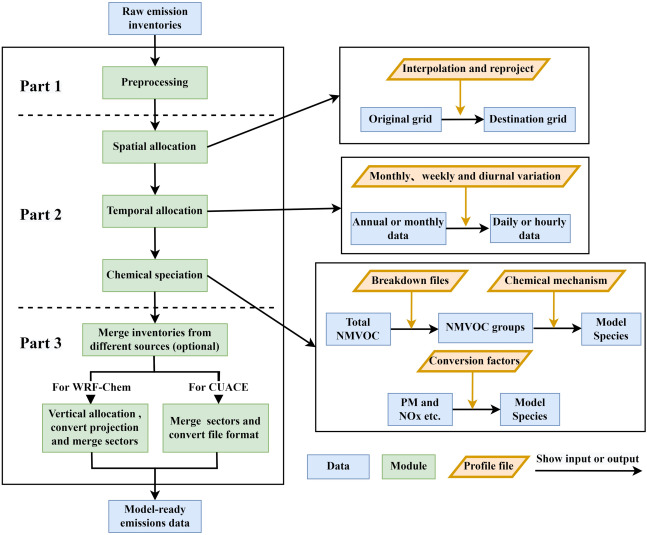 Raw emission
inventories
Part 1
Preprocessing
Part 2
Spatial allocation
Temporal allocation
Chemical speciation
Part 3
Merge inventories from
different sources (optional)
For WRF-Chem
For CUACE
Vertical allocation ,
convert projection
and merge sectors
Merge sectors and
convert file format
Model-ready
emissions data
Interpolation and reproject
Original grid
Destination grid
Monthly、weekly and diurnal variation
Annual or monthly
data
Daily or hourly
data
Breakdown files
Chemical mechanism
Total
NMVOC
NMVOC groups
Model
Species
Conversion factors
PM and
NOx etc.
Model
Species
Data
Module
Profile file
Show input or output